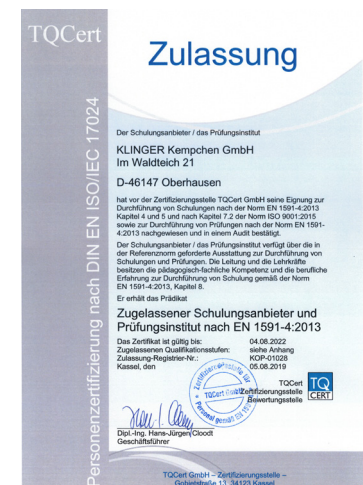 TQCert
Zulassung
Personenzertifizierung nach DIN EN ISO/IEC 17024
Der Schulungsanbieter / das Prüfungsinstitut
KLINGER Kempchen GmbH
Im Waldteich 21
D-46147 Oberhausen
hat vor der Zertifizierungsstelle TQCert GmbH seine Eignung zur
Durchführung von Schulungen nach der Norm EN 1591-4:2013
Kapitel 4 und 5 und nach Kapitel 7.2 der Norm ISO 9001:2015
sowie zur Durchführung von Prüfungen nach der Norm EN 1591-
4:2013 nachgewiesen und in einem Audit bestätigt.
Der Schulungsanbieter / das Prüfungsinstitut verfügt über die in
der Referenznorm geforderte Ausstattung zur Durchführung von
Schulungen und Prüfungen. Die Leitung und die Lehrkräfte
besitzen die pädagogisch-fachliche Kompetenz und die berufliche
Erfahrung zur Durchführung von Schulung gemäß der Norm
EN 1591-4:2013, Kapitel 8.
Er erhält das Prädikat
Zugelassener Schulungsanbieter und
Prüfungsinstitut nach EN 1591-4:2013
Das Zertifikat ist gültig bis: 04.08.2022
Zugelassenen Qualifikationsstufen: siehe Anhang
Zulassung-Registrier-Nr.: KOP-01028
Kassel, den 05.08.2019
TQCert
Zertifizierungsstelle
Bewertungsstelle
TQ
CERT
TQCert GmbH
Dipl.-Ing. Hans-Jürgen Cloodt
Geschäftsführer
TQCert GmbH – Zertifizierungsstelle –
Gobietstraße 13, 34123 Kassel